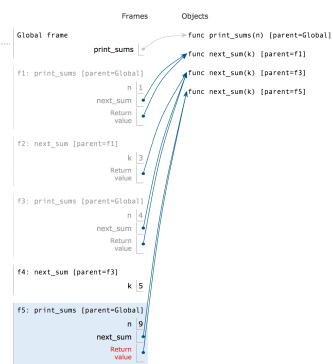 Frames Objects
Global frame
print_sums
func print_sums(n) [parent=Global]
func next_sum(k) [parent=f1]
func next_sum(k) [parent=f3]
func next_sum(k) [parent=f5]
f1: print_sums [parent=Global]
n 1
next_sum
Return
value
f2: next_sum [parent=f1]
k 3
Return
value
f3: print_sums [parent=Global]
n 4
next_sum
Return
value
f4: next_sum [parent=f3]
k 5
f5: print_sums [parent=Global]
n 9
next_sum
Return
value